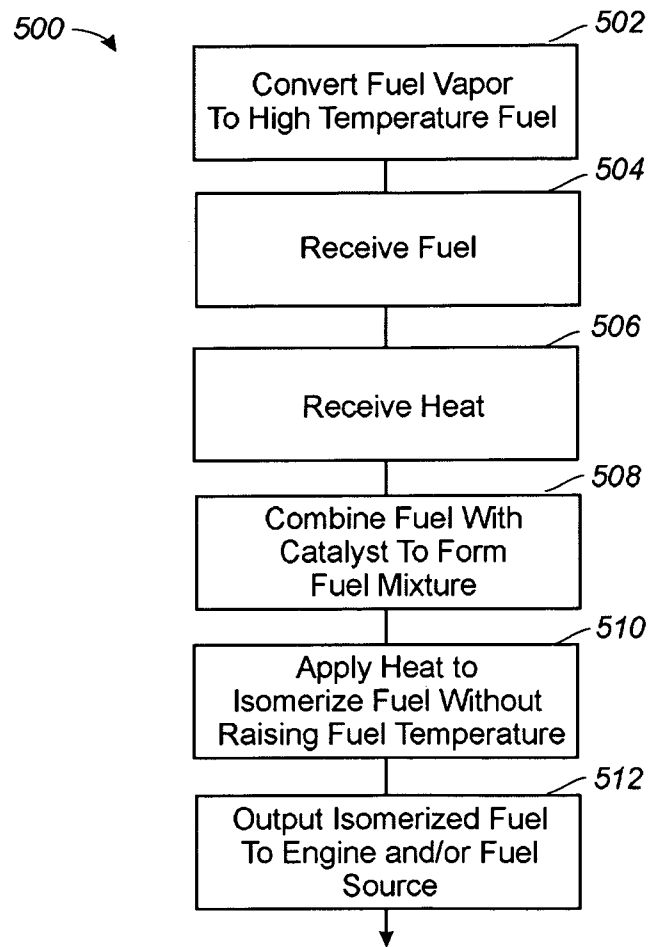 500
502
Convert Fuel Vapor
To High Temperature Fuel
504
Receive Fuel
506
Receive Heat
508
Combine Fuel With
Catalyst To Form
Fuel Mixture
510
Apply Heat to
Isomerize Fuel Without
Raising Fuel Temperature
512
Output Isomerized Fuel
To Engine and/or Fuel
Source